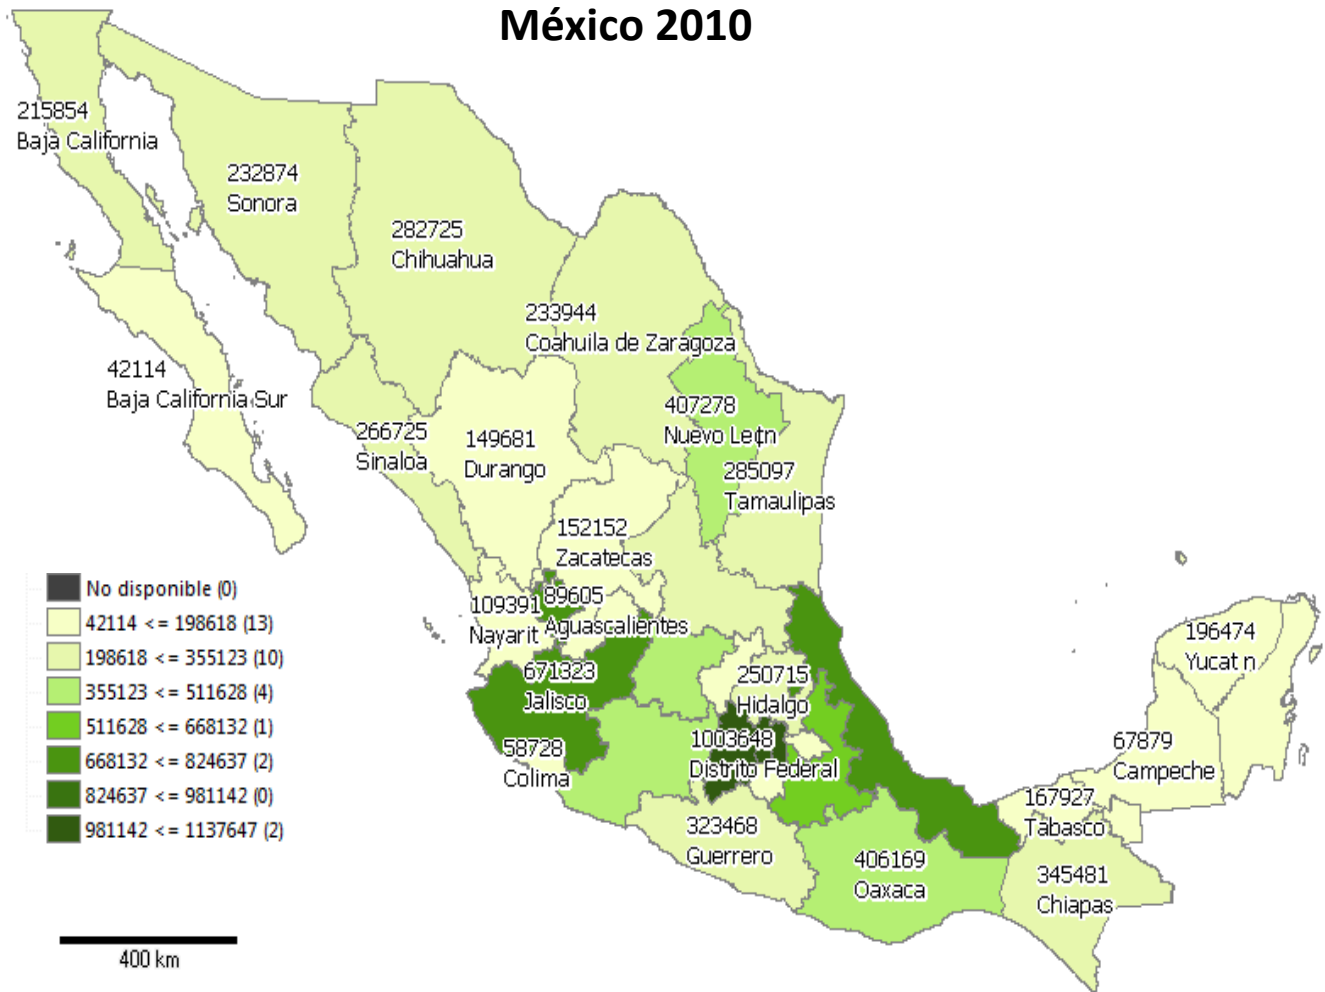 México 2010
215854
Baja California
232874
Sonora
282725
Chihuahua
233944
Coahuila de Zaragoza
42114
Baja California Sur
407278
Nuevo Le¢n
266725
Sinaloa
149681
Durango
285097
Tamaulipas
152152
Zacatecas
109391
Nayarit
89605
Aguascalientes
671323
Jalisco
250715
Hidalgo
196474
Yucat n
58728
Colima
1003648
Distrito Federal
67879
Campeche
167927
Tabasco
323468
Guerrero
406169
Oaxaca
345481
Chiapas
No disponible (0)
42114 <= 198618 (13)
198618 <= 355123 (10)
355123 <= 511628 (4)
511628 <= 668132 (1)
668132 <= 824637 (2)
824637 <= 981142 (0)
981142 <= 1137647 (2)
400 km